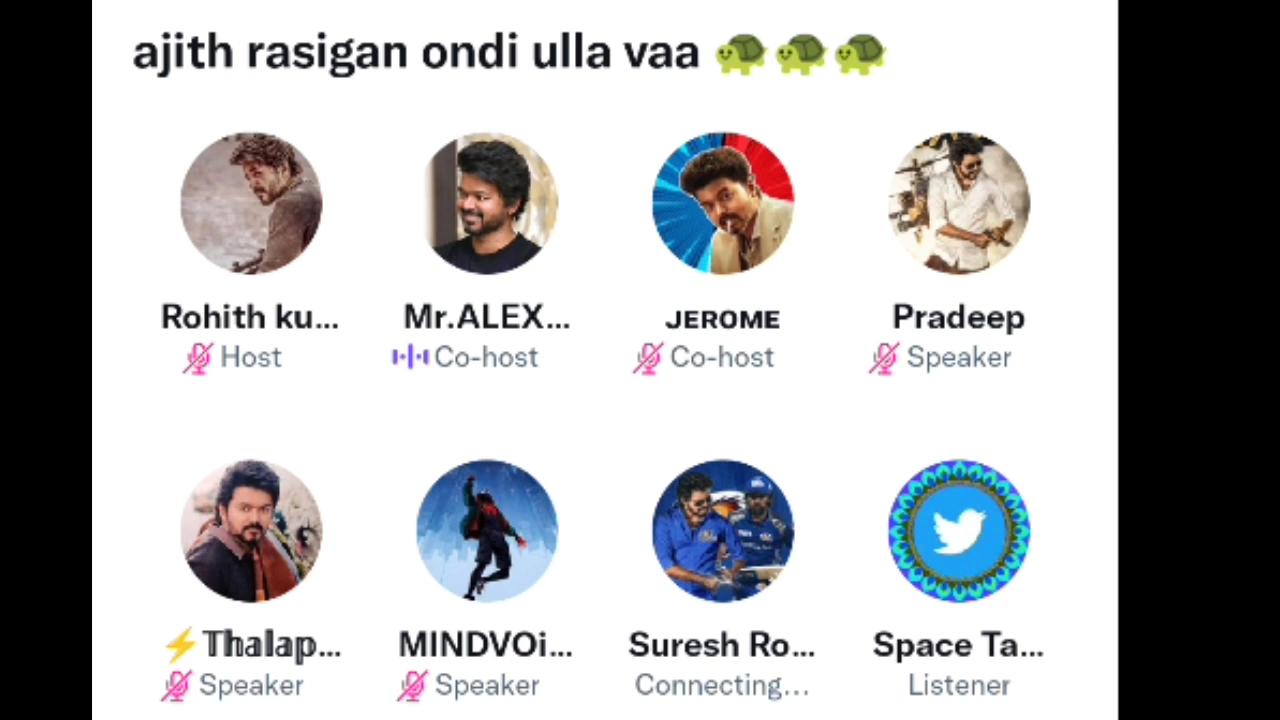 ajith rasigan ondi ulla vaa 🐢🐢🐢
Rohith ku... Mr.ALEX... ᴊᴇʀᴏᴍᴇ Pradeep
Host Co-host Co-host Speaker
⚡𝕿𝖍𝖆𝖑𝖆𝖕... MINDVOi... Suresh Ro... Space Ta...
Speaker Speaker Connecting... Listener